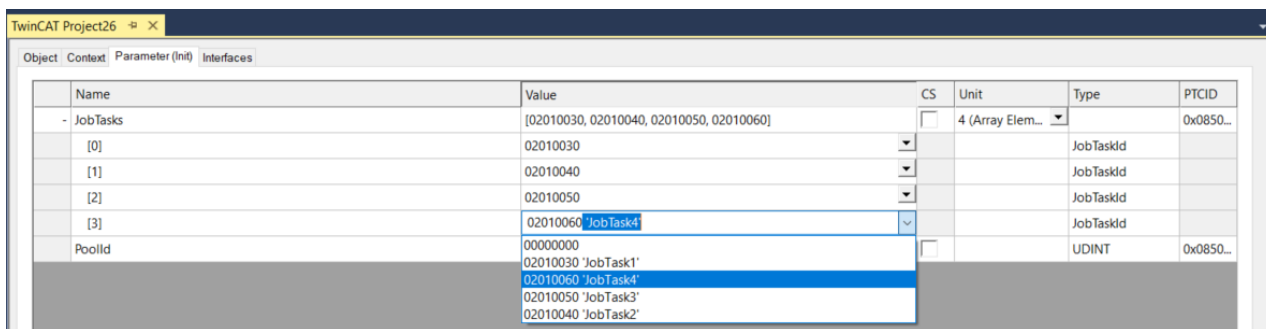 TwinCAT Project26
Object Context Parameter (Init) Interfaces
Name Value CS Unit Type PTCID
- JobTasks [02010030, 02010040, 02010050, 02010060] 4 (Array Elem... 0x0850...
[0] 02010030 JobTaskId
[1] 02010040 JobTaskId
[2] 02010050 JobTaskId
[3] 02010060 'JobTask4' JobTaskId
PoolId UDINT 0x0850...
00000000
02010030 'JobTask1'
02010060 'JobTask4'
02010050 'JobTask3'
02010040 'JobTask2'